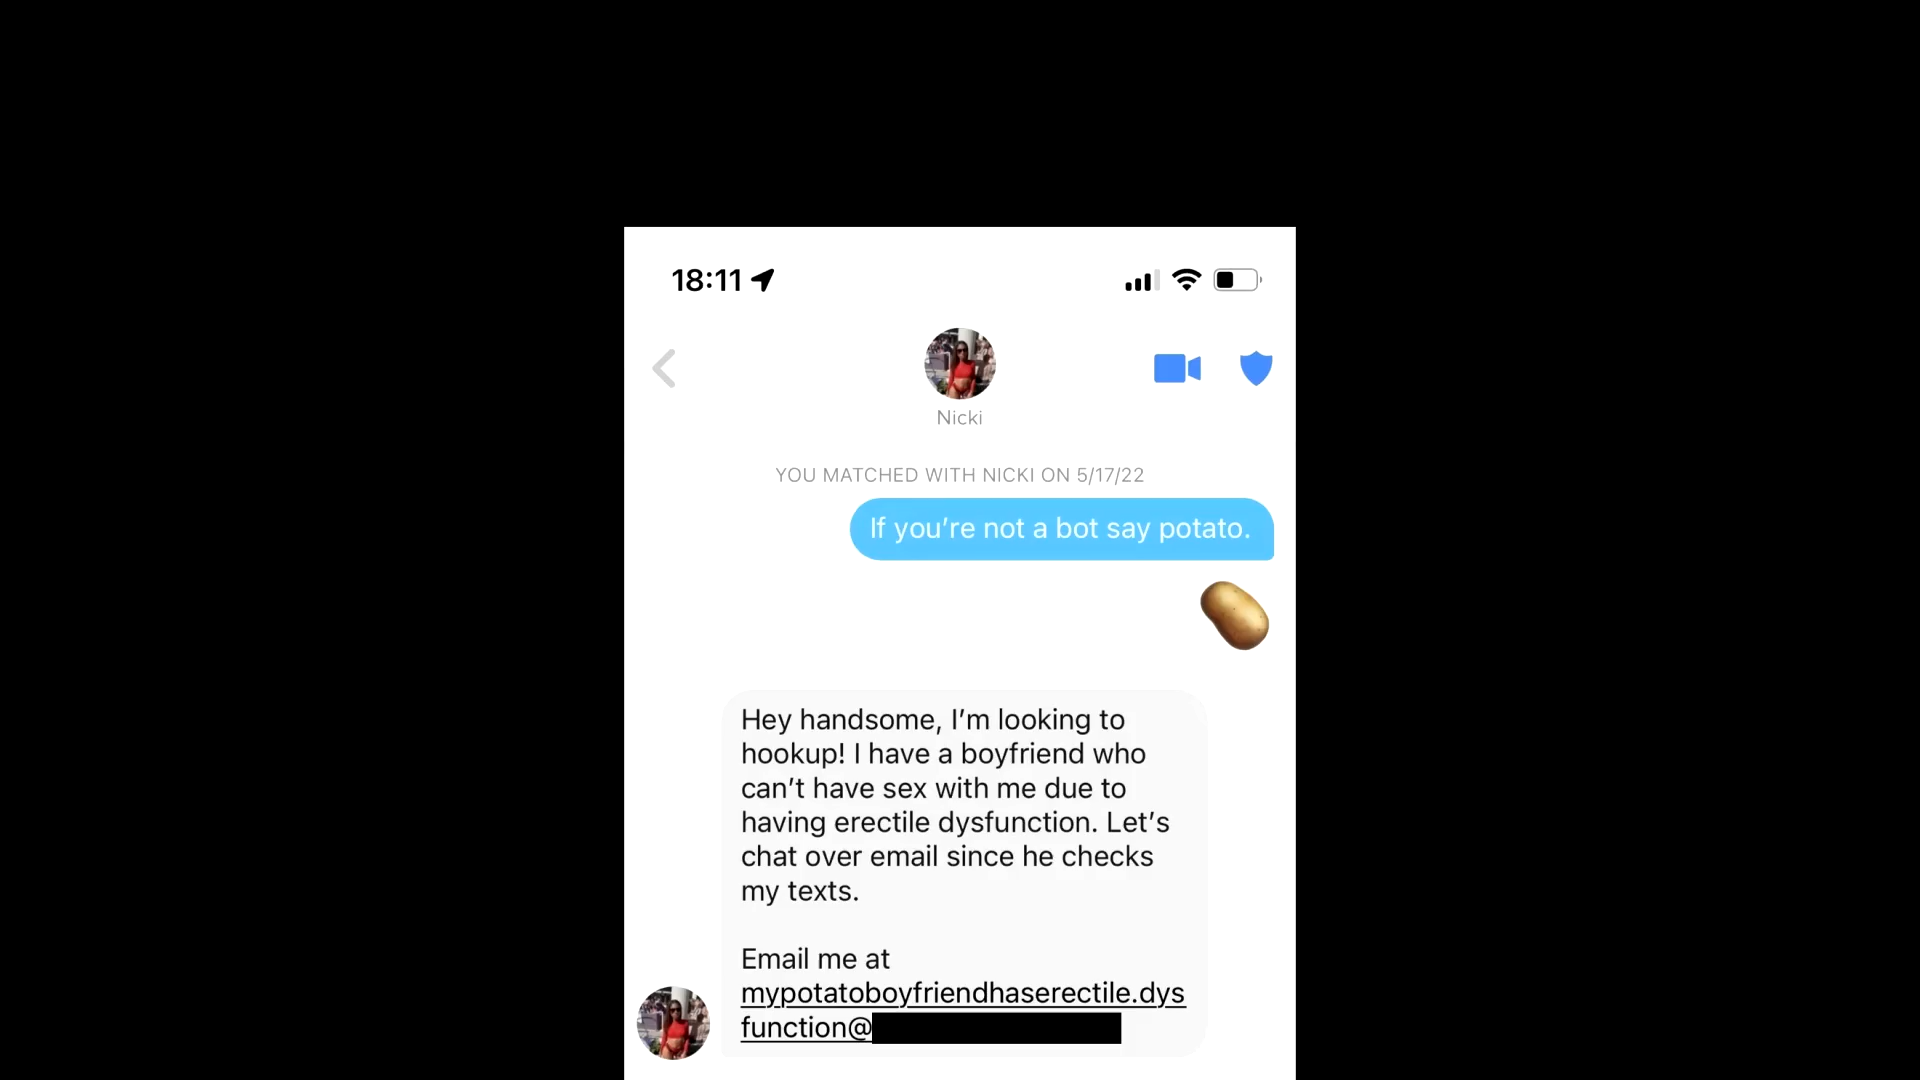 18:11
Nicki
YOU MATCHED WITH NICKI ON 5/17/22
If you’re not a bot say potato.
Hey handsome, I’m looking to
hookup! I have a boyfriend who
can’t have sex with me due to
having erectile dysfunction. Let’s
chat over email since he checks
my texts.
Email me at
mypotatoboyfriendhaserectile.dys
function@